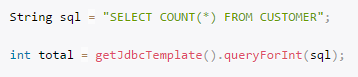 String sql = "SELECT COUNT(*) FROM CUSTOMER";
int total = getJdbcTemplate().queryForInt(sql);